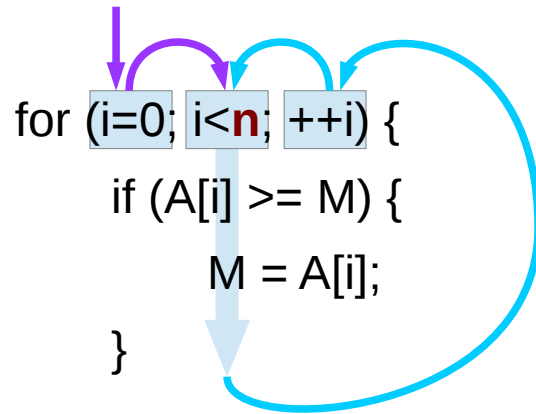 for (i=0; i<n; ++i) {
if (A[i] >= M) {
M = A[i];
}